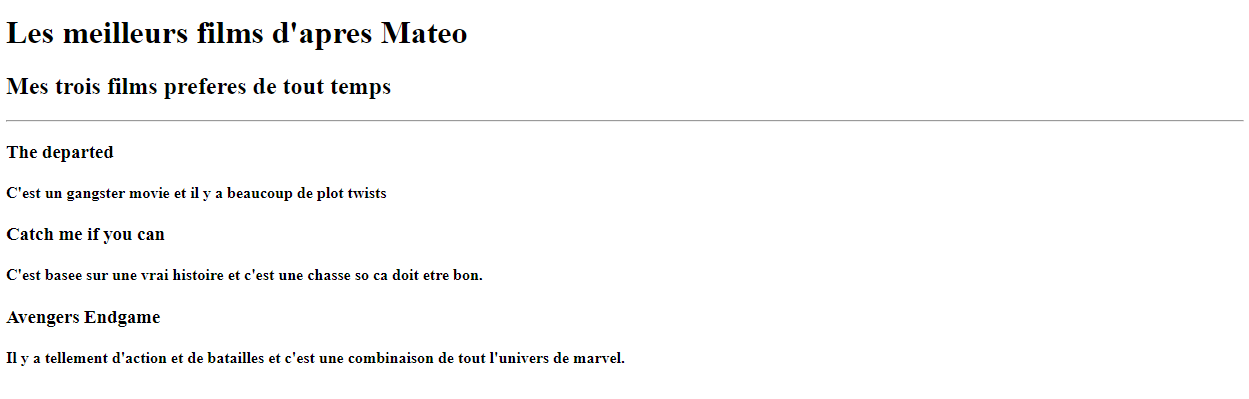 Les meilleurs films d'apres Mateo
Mes trois films preferes de tout temps
The departed
C'est un gangster movie et il y a beaucoup de plot twists
Catch me if you can
C'est basee sur une vrai histoire et c'est une chasse so ca doit etre bon.
Avengers Endgame
Il y a tellement d'action et de batailles et c'est une combinaison de tout l'univers de marvel.